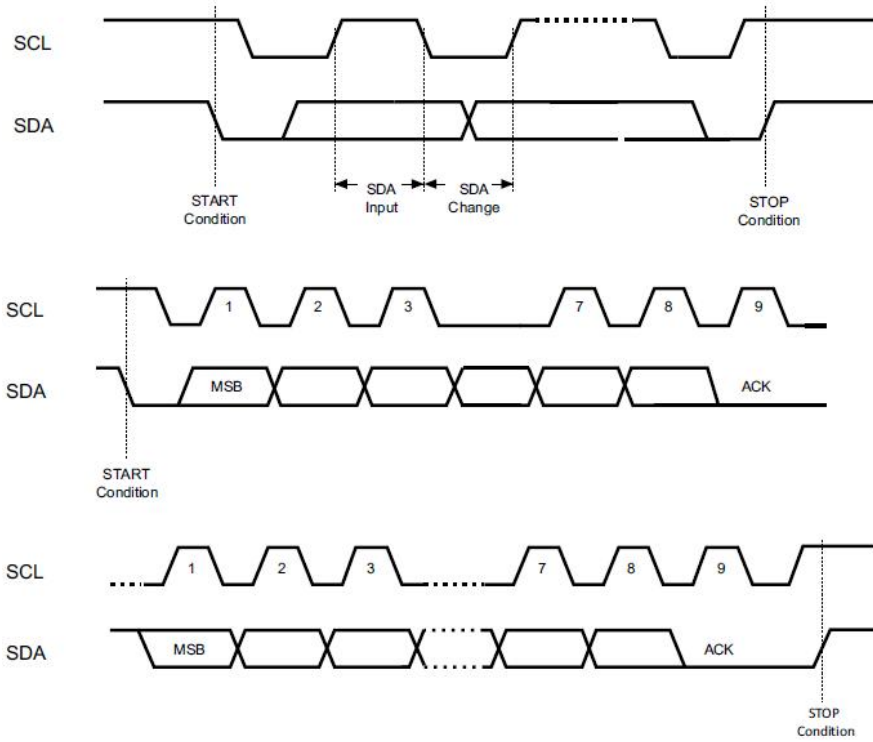 SCL
SDA
SDA
Input
SDA
Change
START
Condition
STOP
Condition
SCL
1
2
3
7
8
9
SDA
MSB
ACK
START
Condition
SCL
1
2
3
7
8
9
SDA
MSB
ACK
STOP
Condition